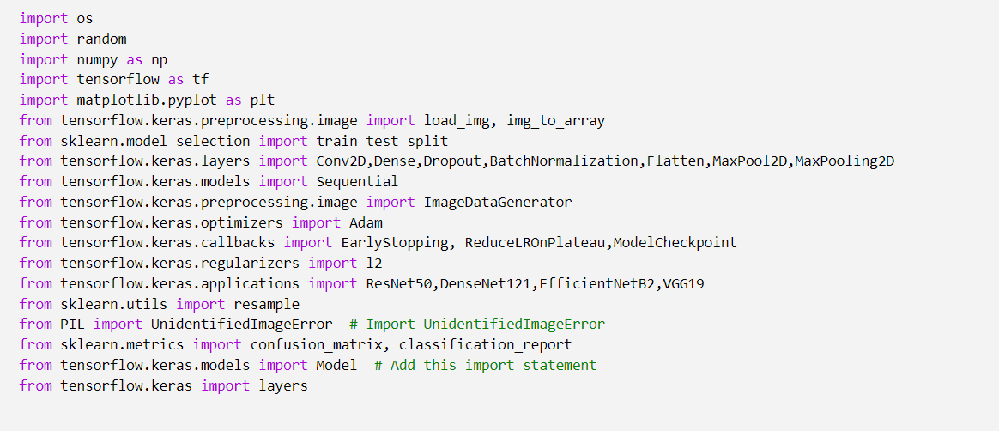 import os
import random
import numpy as np
import tensorflow as tf
import matplotlib.pyplot as plt
from tensorflow.keras.preprocessing.image import load_img, img_to_array
from sklearn.model_selection import train_test_split
from tensorflow.keras.layers import Conv2D,Dense,Dropout,BatchNormalization,Flatten,MaxPool2D,MaxPooling2D
from tensorflow.keras.models import Sequential
from tensorflow.keras.preprocessing.image import ImageDataGenerator
from tensorflow.keras.optimizers import Adam
from tensorflow.keras.callbacks import EarlyStopping, ReduceLROnPlateau,ModelCheckpoint
from tensorflow.keras.regularizers import l2
from tensorflow.keras.applications import ResNet50,DenseNet121,EfficientNetB2,VGG19
from sklearn.utils import resample
from PIL import UnidentifiedImageError  # Import UnidentifiedImageError
from sklearn.metrics import confusion_matrix, classification_report
from tensorflow.keras.models import Model  # Add this import statement
from tensorflow.keras import layers